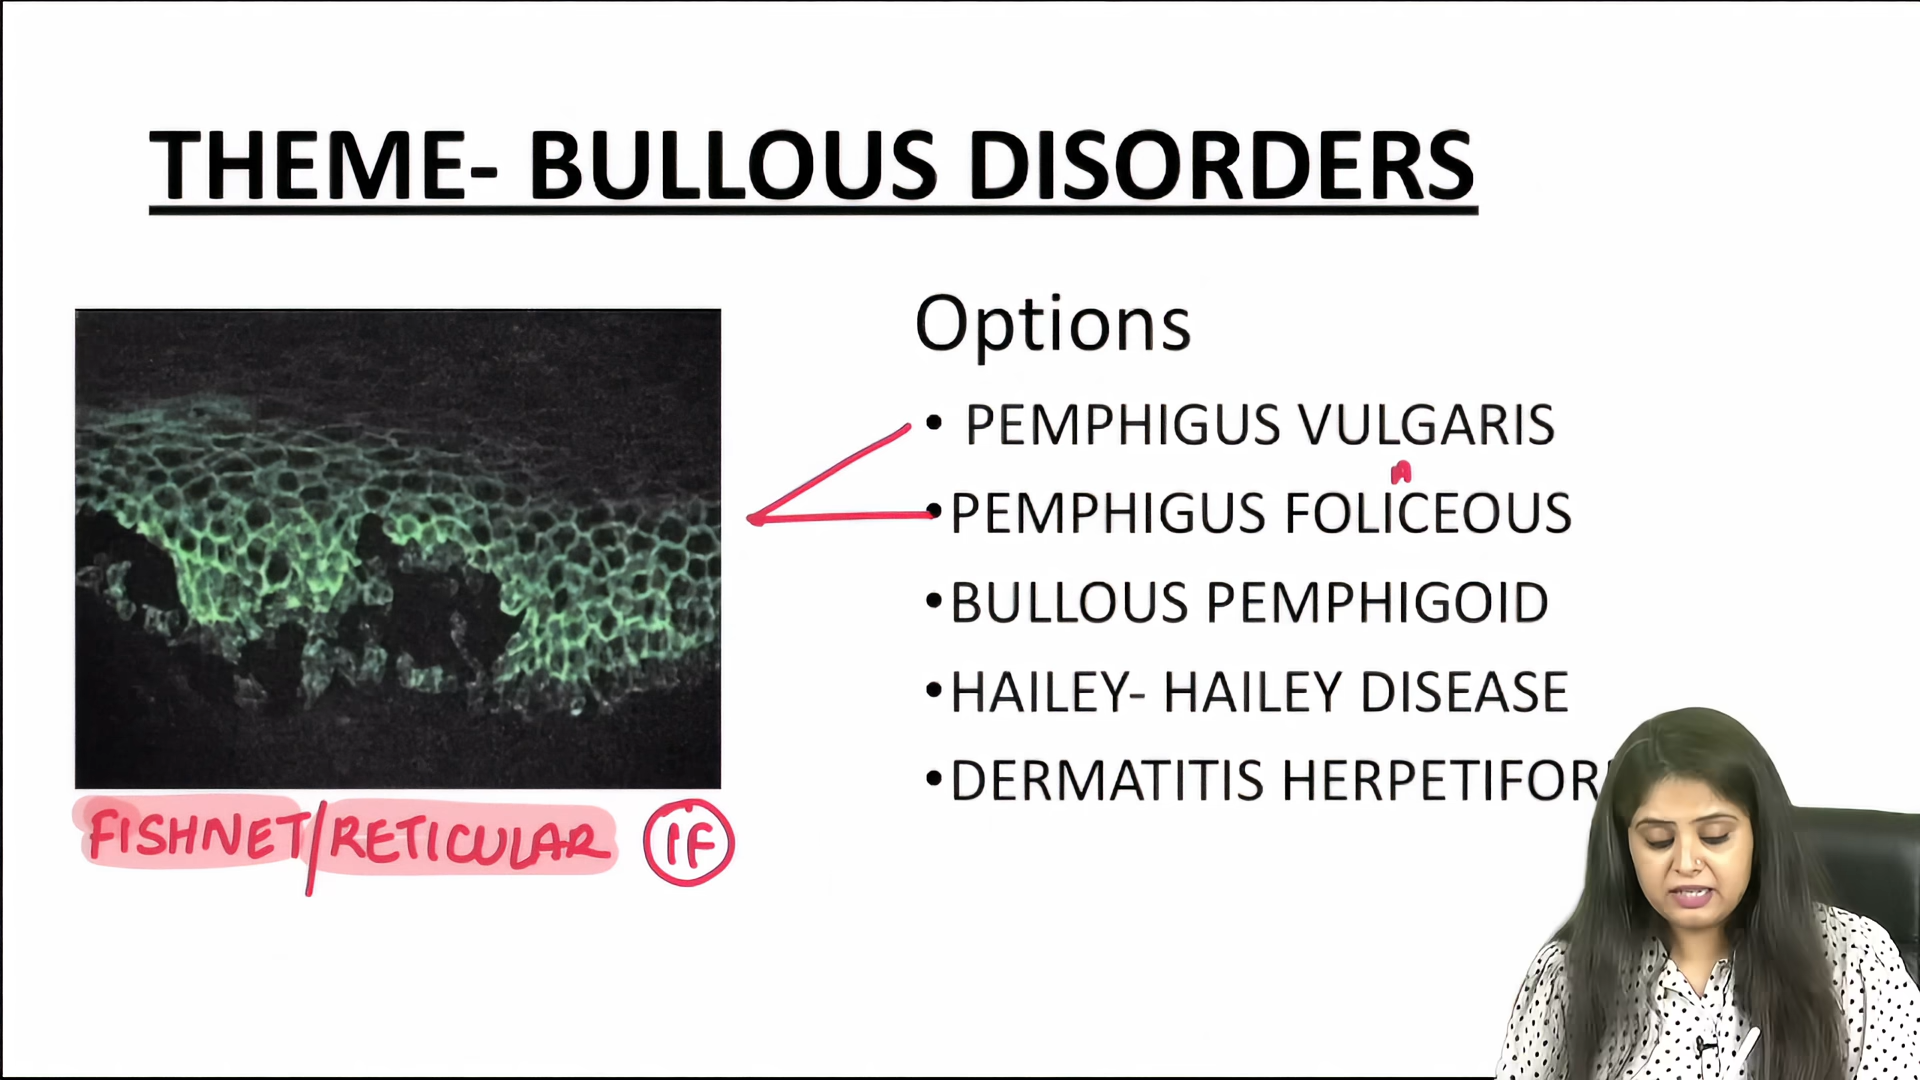 THEME- BULLOUS DISORDERS
Options
• PEMPHIGUS VULGARIS
A
• PEMPHIGUS FOLICEOUS
• BULLOUS PEMPHIGOID
• HAILEY- HAILEY DISEASE
• DERMATITIS HERPETIFOR
FISHNET/RETICULAR IF